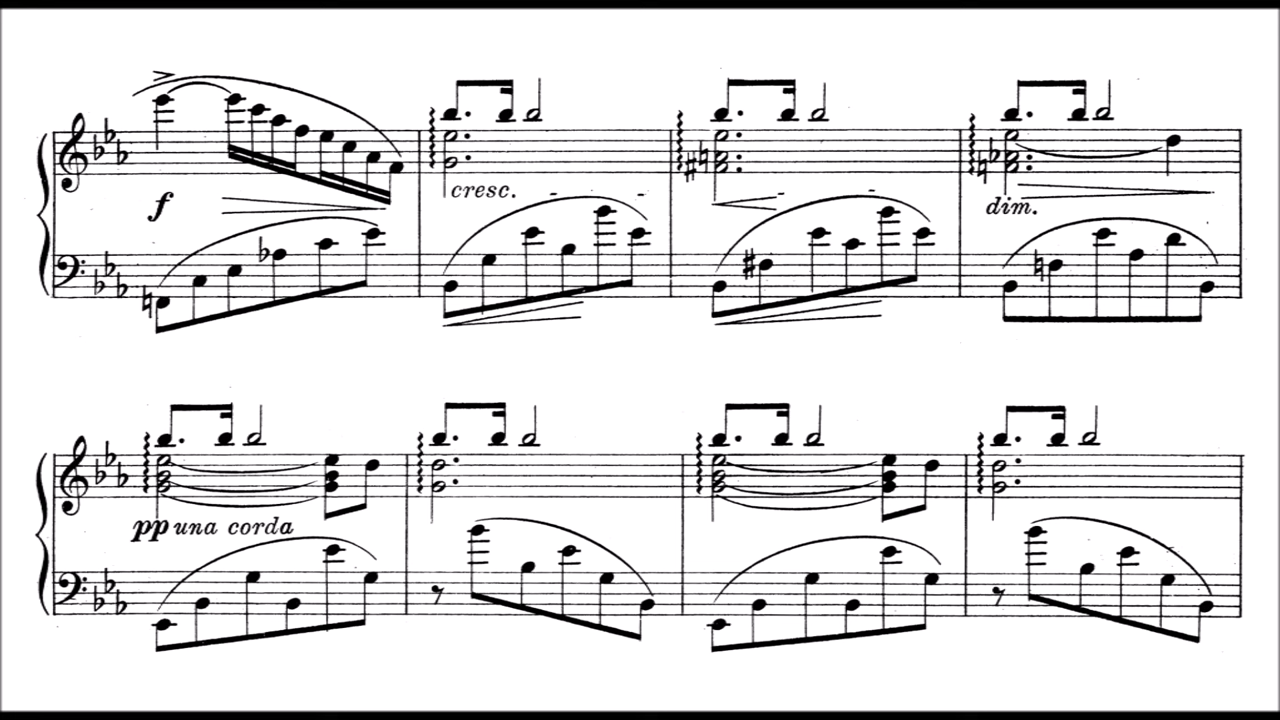 f
cresc. - - - -
dim.
pp una corda